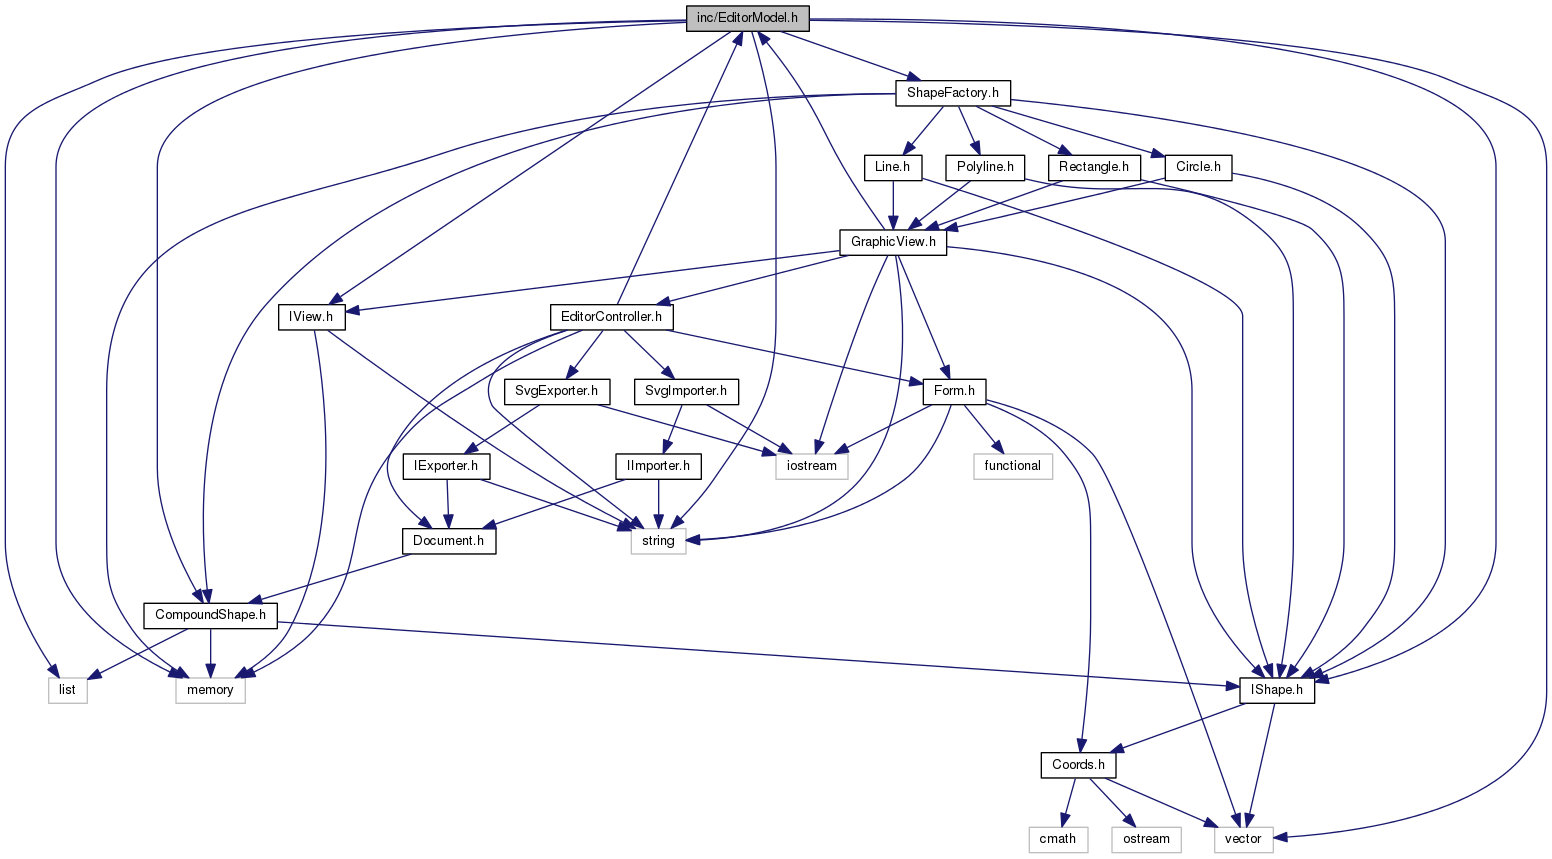 inc/EditorModel.h
ShapeFactory.h
Line.h
Polyline.h
Rectangle.h
Circle.h
GraphicView.h
IView.h
EditorController.h
SvgExporter.h
SvgImporter.h
Form.h
IExporter.h
IImporter.h
iostream
functional
Document.h
string
CompoundShape.h
list
memory
IShape.h
Coords.h
cmath
ostream
vector